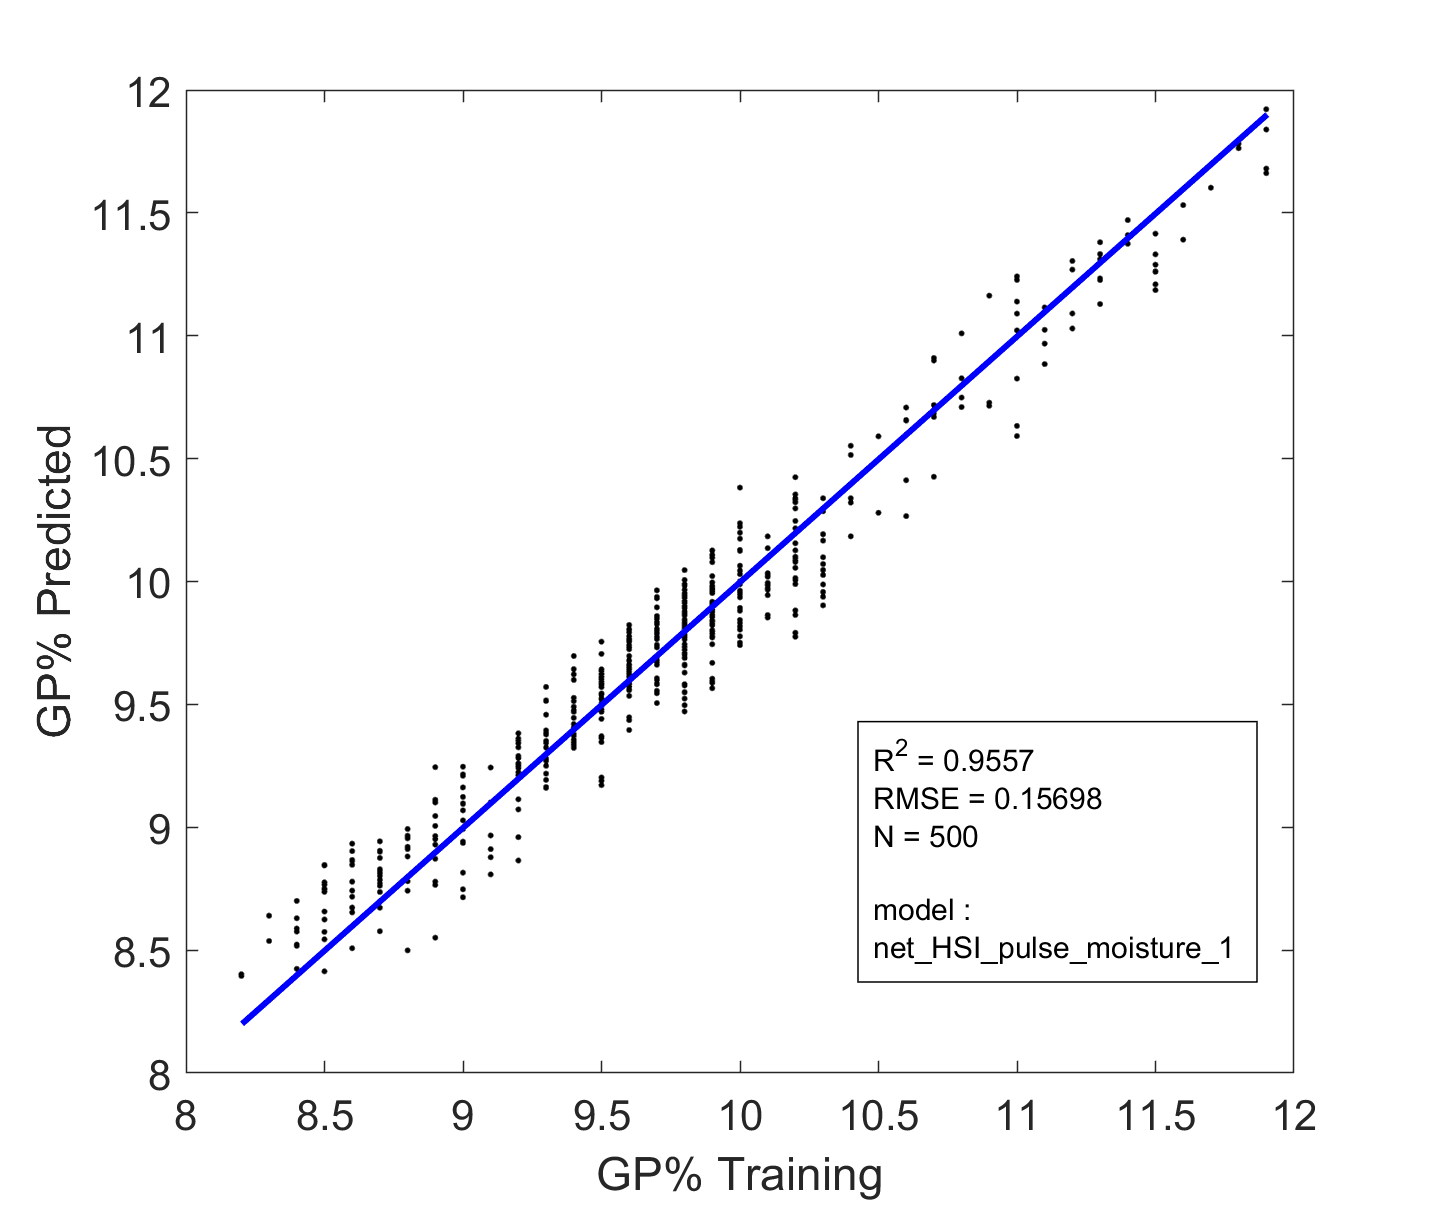 12
11.5
11
10.5
10
9.5
9
8.5
8
GP% Predicted
R² = 0.9557
RMSE = 0.15698
N = 500
model :
net_HSI_pulse_moisture_1
8 8.5 9 9.5 10 10.5 11 11.5 12
GP% Training